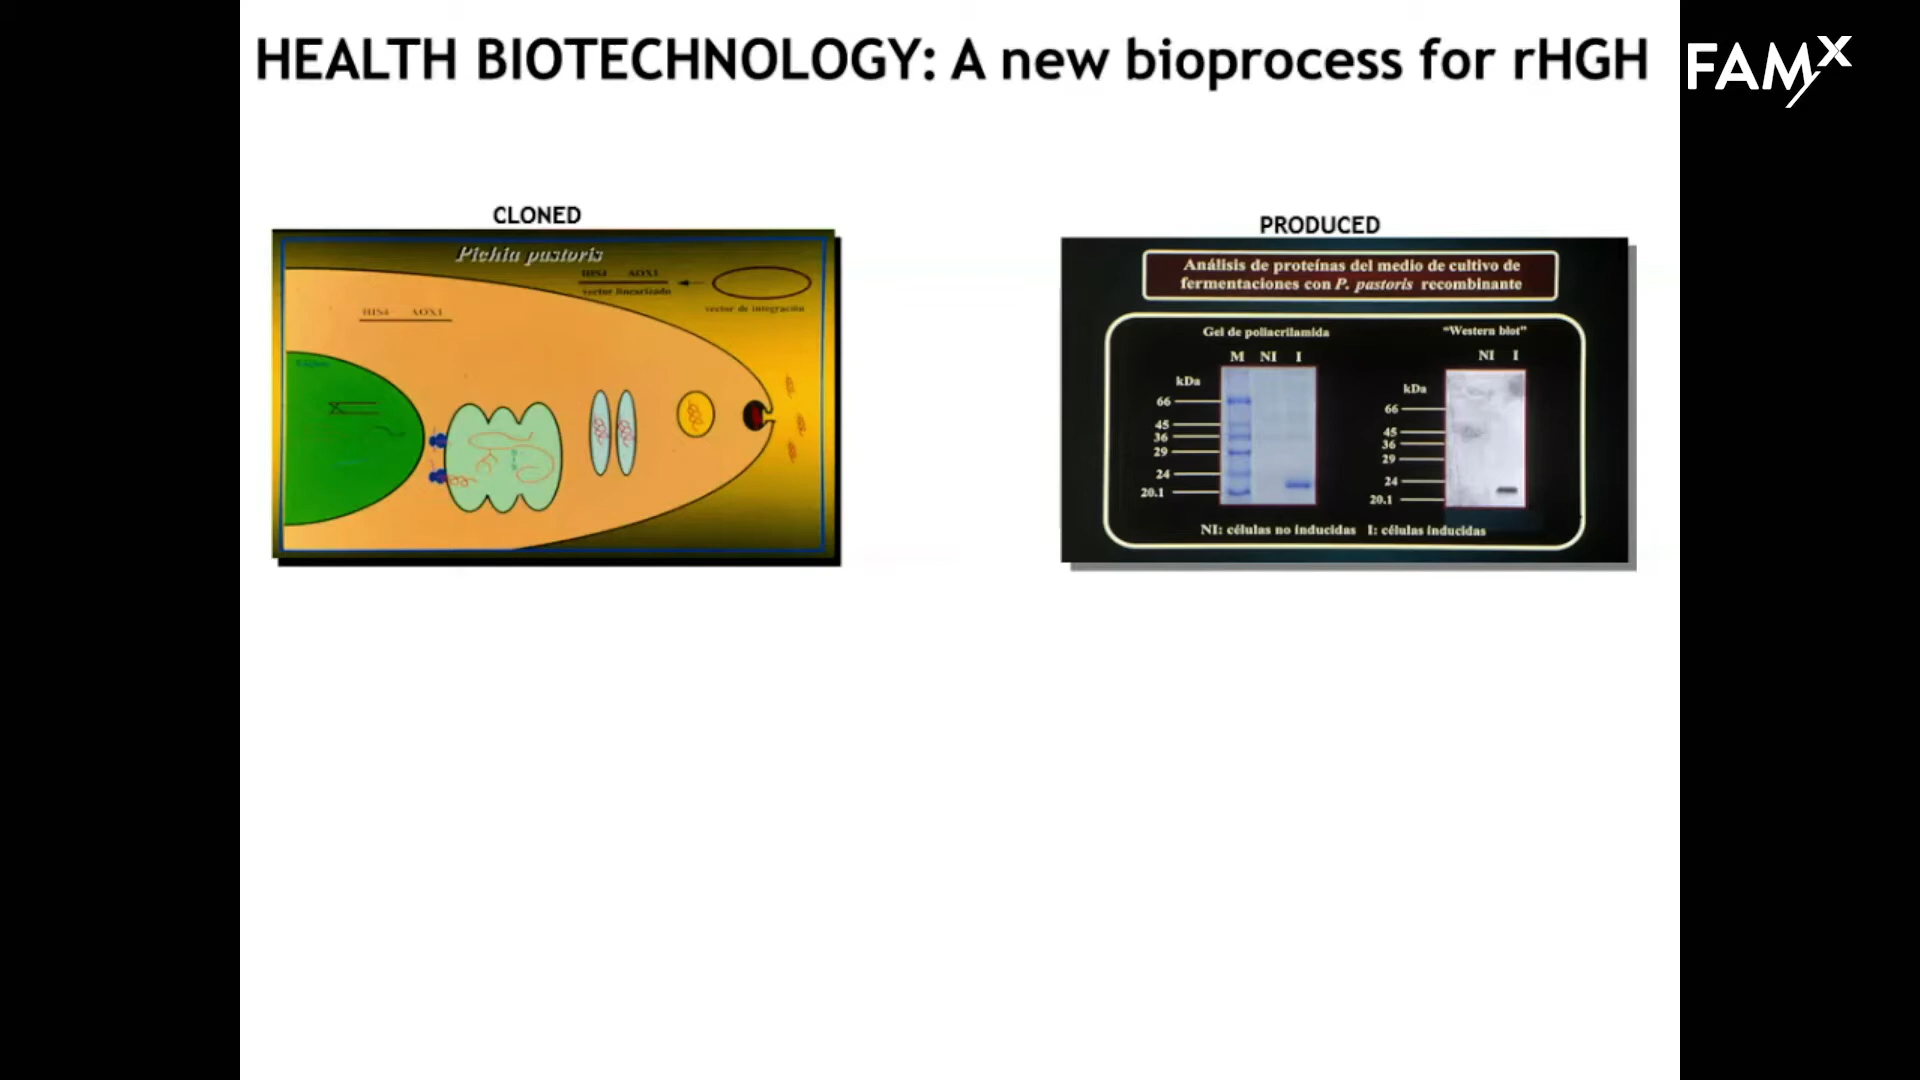 HEALTH BIOTECHNOLOGY: A new bioprocess for rHGH
FAMX
CLONED
Pichia pastoris
HIS4 AOX1
vector linearizado
vector de integración
HIS4 AOX1
PRODUCED
Análisis de proteínas del medio de cultivo de
fermentaciones con P. pastoris recombinante
Gel de poliacrilamida
M NI I
kDa
66
45
36
29
24
20.1
“Western blot”
NI I
kDa
66
45
36
29
24
20.1
NI: células no inducidas I: células inducidas